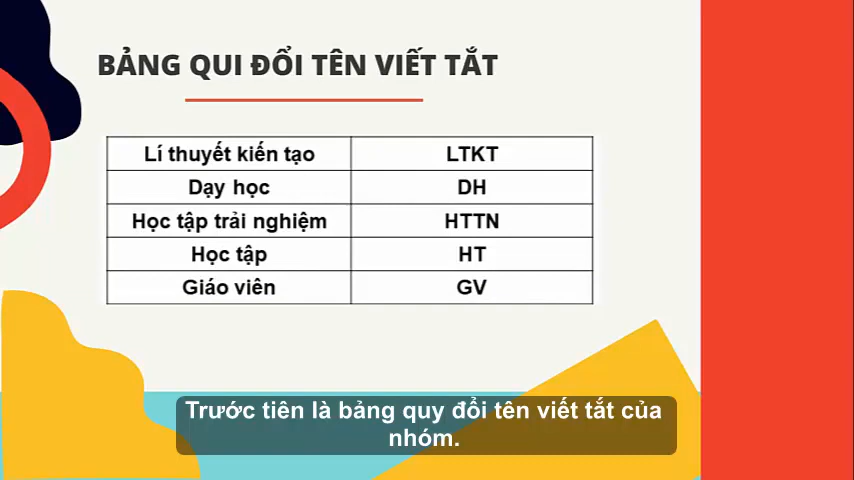 BẢNG QUI ĐỔI TÊN VIẾT TẮT
Lí thuyết kiến tạo LTKT
Dạy học DH
Học tập trải nghiệm HTTN
Học tập HT
Giáo viên GV
Trước tiên là bảng quy đổi tên viết tắt của
nhóm.